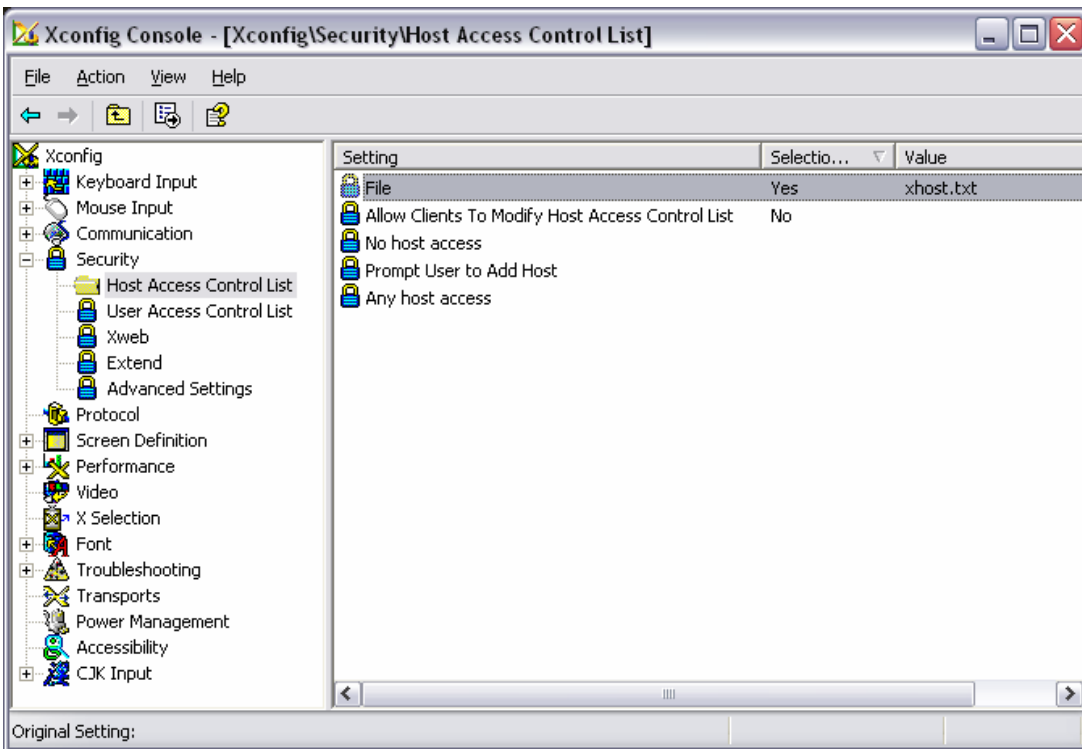 Xconfig Console - [Xconfig\Security\Host Access Control List]
File Action View Help
Xconfig
Keyboard Input
Mouse Input
Communication
Security
Host Access Control List
User Access Control List
Xweb
Extend
Advanced Settings
Protocol
Screen Definition
Performance
Video
X Selection
Font
Troubleshooting
Transports
Power Management
Accessibility
CJK Input
Setting Selectio... Value
File Yes xhost.txt
Allow Clients To Modify Host Access Control List No
No host access
Prompt User to Add Host
Any host access
Original Setting: